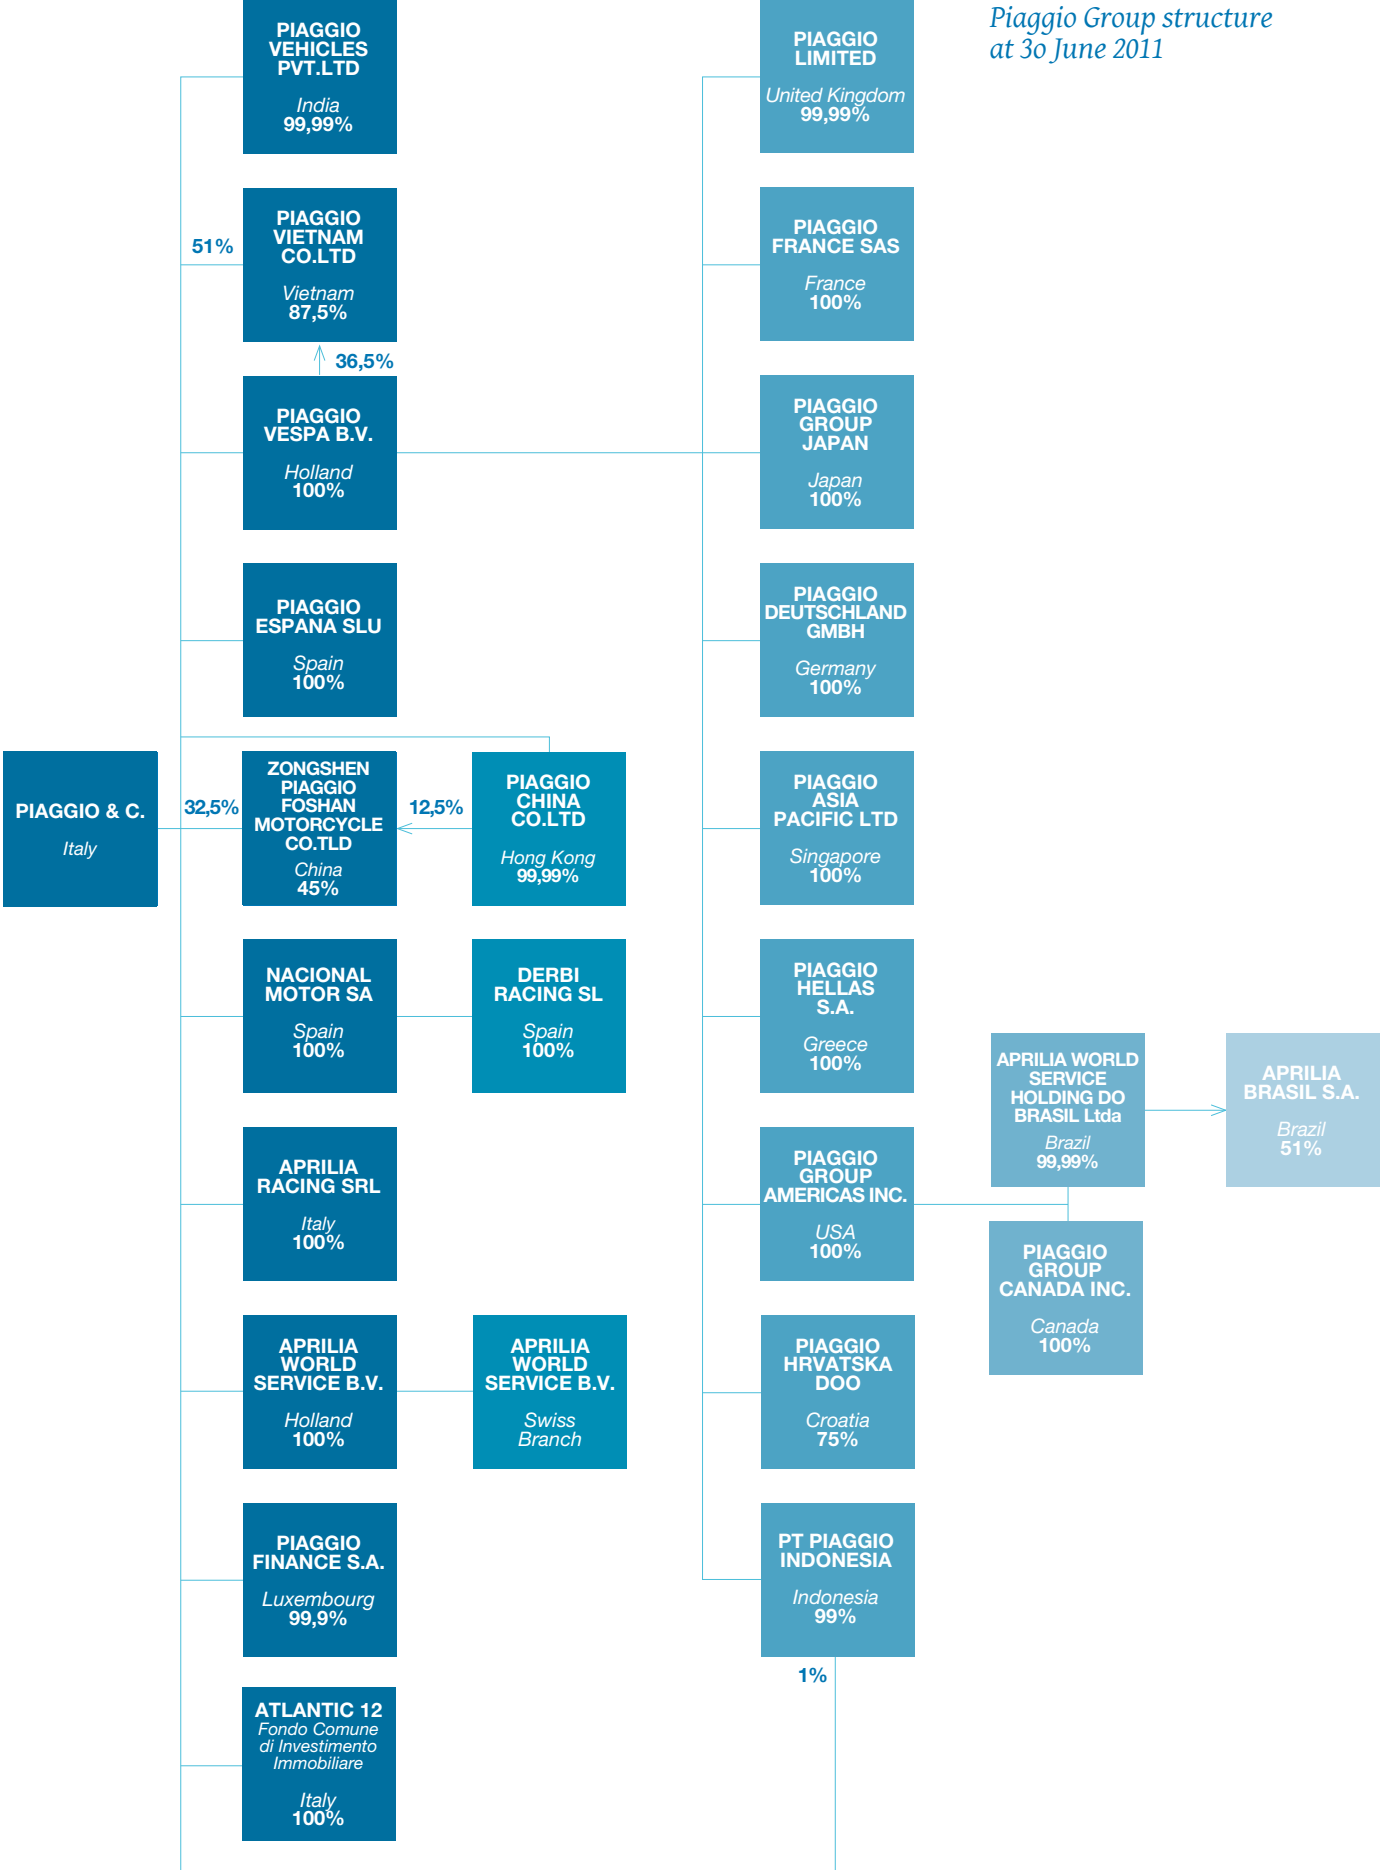 Piaggio Group structure
at 30 June 2011
PIAGGIO & C.
Italy
PIAGGIO
VEHICLES
PVT.LTD
India
99,99%
51%
PIAGGIO
VIETNAM
CO.LTD
Vietnam
87,5%
36,5%
PIAGGIO
VESPA B.V.
Holland
100%
PIAGGIO
ESPANA SLU
Spain
100%
32,5%
ZONGSHEN
PIAGGIO
FOSHAN
MOTORCYCLE
CO.TLD
China
45%
12,5%
PIAGGIO
CHINA
CO.LTD
Hong Kong
99,99%
NACIONAL
MOTOR SA
Spain
100%
DERBI
RACING SL
Spain
100%
APRILIA
RACING SRL
Italy
100%
APRILIA
WORLD
SERVICE B.V.
Holland
100%
APRILIA
WORLD
SERVICE B.V.
Swiss
Branch
PIAGGIO
FINANCE S.A.
Luxembourg
99,9%
ATLANTIC 12
Fondo Comune
di Investimento
Immobiliare
Italy
100%
PIAGGIO
LIMITED
United Kingdom
99,99%
PIAGGIO
FRANCE SAS
France
100%
PIAGGIO
GROUP
JAPAN
Japan
100%
PIAGGIO
DEUTSCHLAND
GMBH
Germany
100%
PIAGGIO
ASIA
PACIFIC LTD
Singapore
100%
PIAGGIO
HELLAS
S.A.
Greece
100%
PIAGGIO
GROUP
AMERICAS INC.
USA
100%
APRILIA WORLD
SERVICE
HOLDING DO
BRASIL Ltda
Brazil
99,99%
APRILIA
BRASIL S.A.
Brazil
51%
PIAGGIO
GROUP
CANADA INC.
Canada
100%
PIAGGIO
HRVATSKA
DOO
Croatia
75%
PT PIAGGIO
INDONESIA
Indonesia
99%
1%